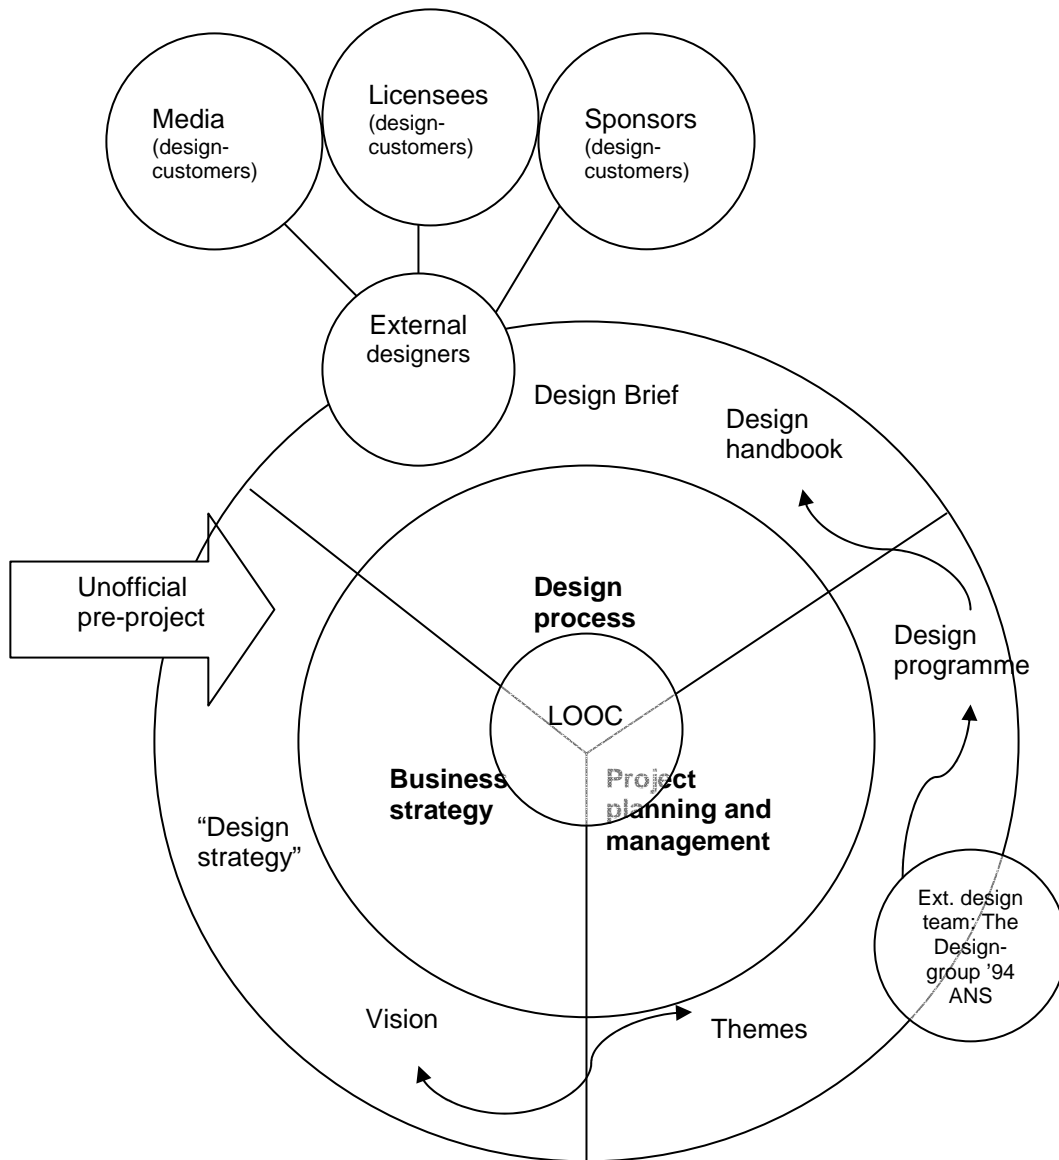 Media
(design-
customers)
Licensees
(design-
customers)
Sponsors
(design-
customers)
External
designers
Design Brief
Design
handbook
Unofficial
pre-project
Design
process
Design
programme
LOOC
Business
strategy
Project
planning and
management
“Design
strategy”
Ext. design
team: The
Design-
group ’94
ANS
Vision
Themes